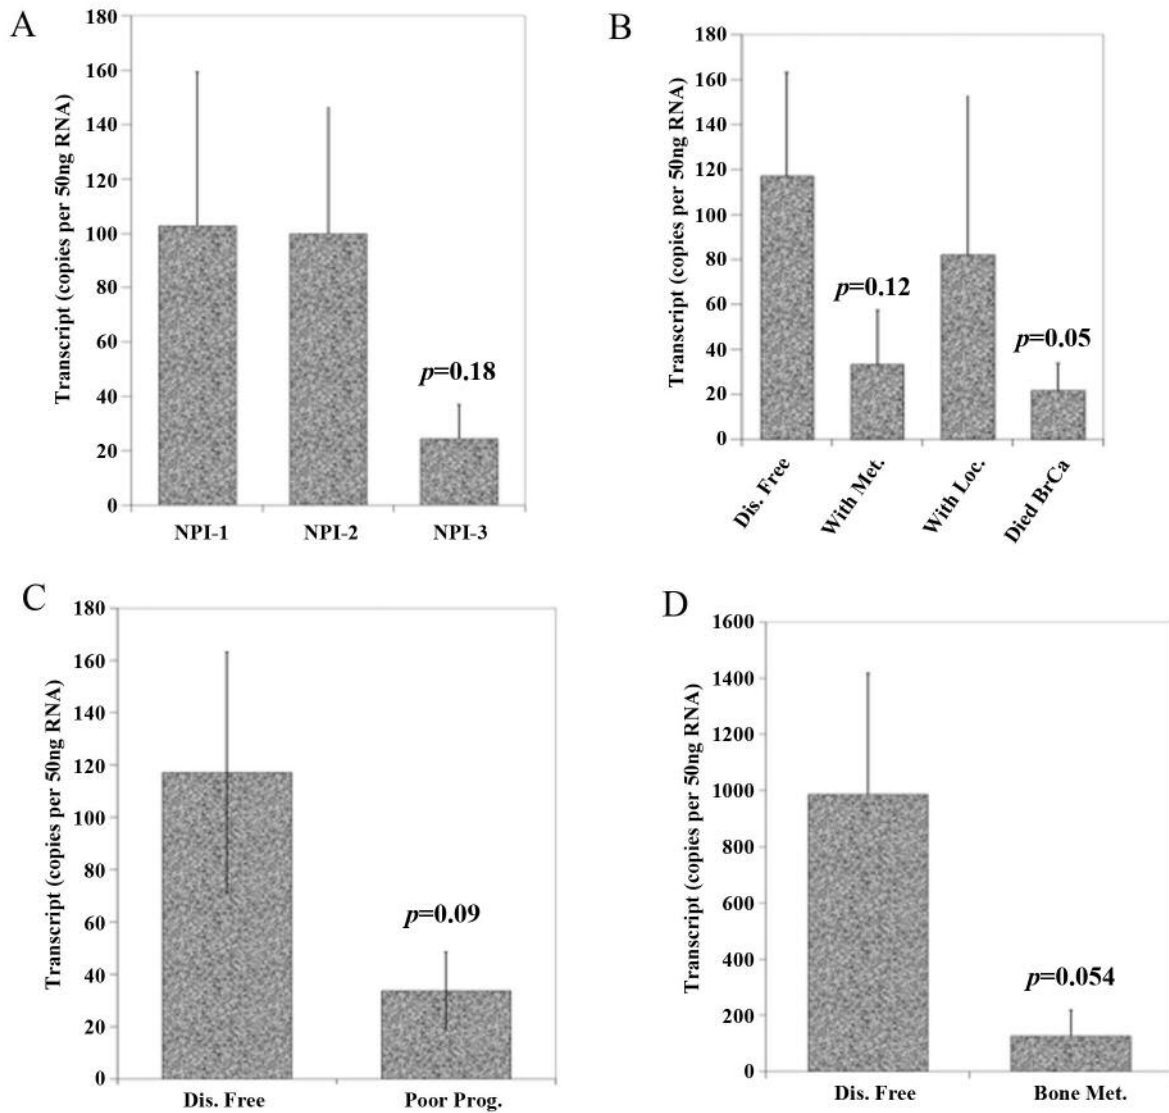 A
Transcript (copies per 50ng RNA)
180
160
140
120
100
80
60
40
20
0
p=0.18
NPI-1 NPI-2 NPI-3
B
Transcript (copies per 50ng RNA)
180
160
140
120
100
80
60
40
20
0
p=0.12
p=0.05
Dis. Free With Met. With Loc. Died BrCa
C
Transcript (copies per 50ng RNA)
180
160
140
120
100
80
60
40
20
0
p=0.09
Dis. Free Poor Prog.
D
Transcript (copies per 50ng RNA)
1600
1400
1200
1000
800
600
400
200
0
p=0.054
Dis. Free Bone Met.